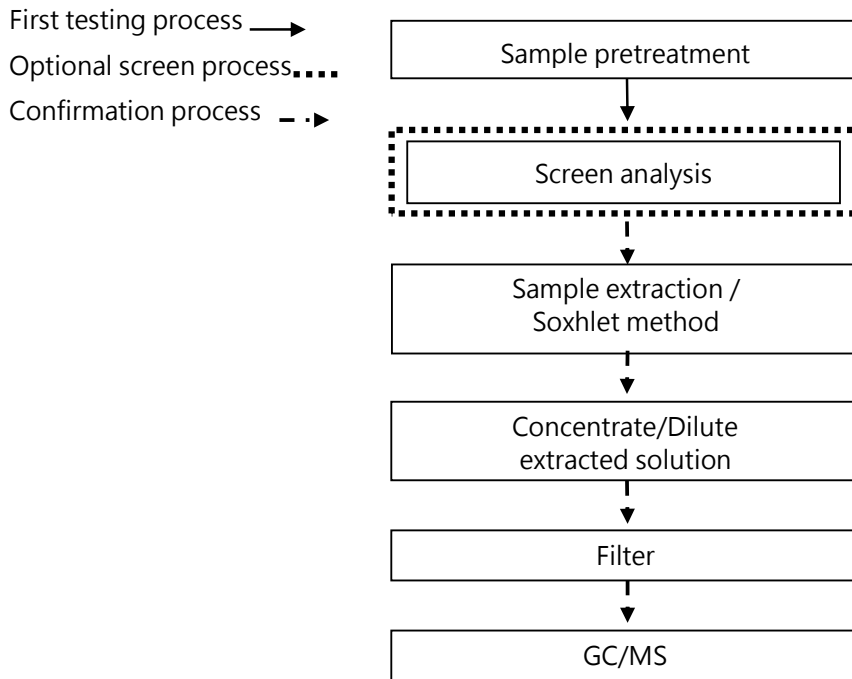 First testing process
Optional screen process
Confirmation process
Sample pretreatment
Screen analysis
Sample extraction /
Soxhlet method
Concentrate/Dilute
extracted solution
Filter
GC/MS